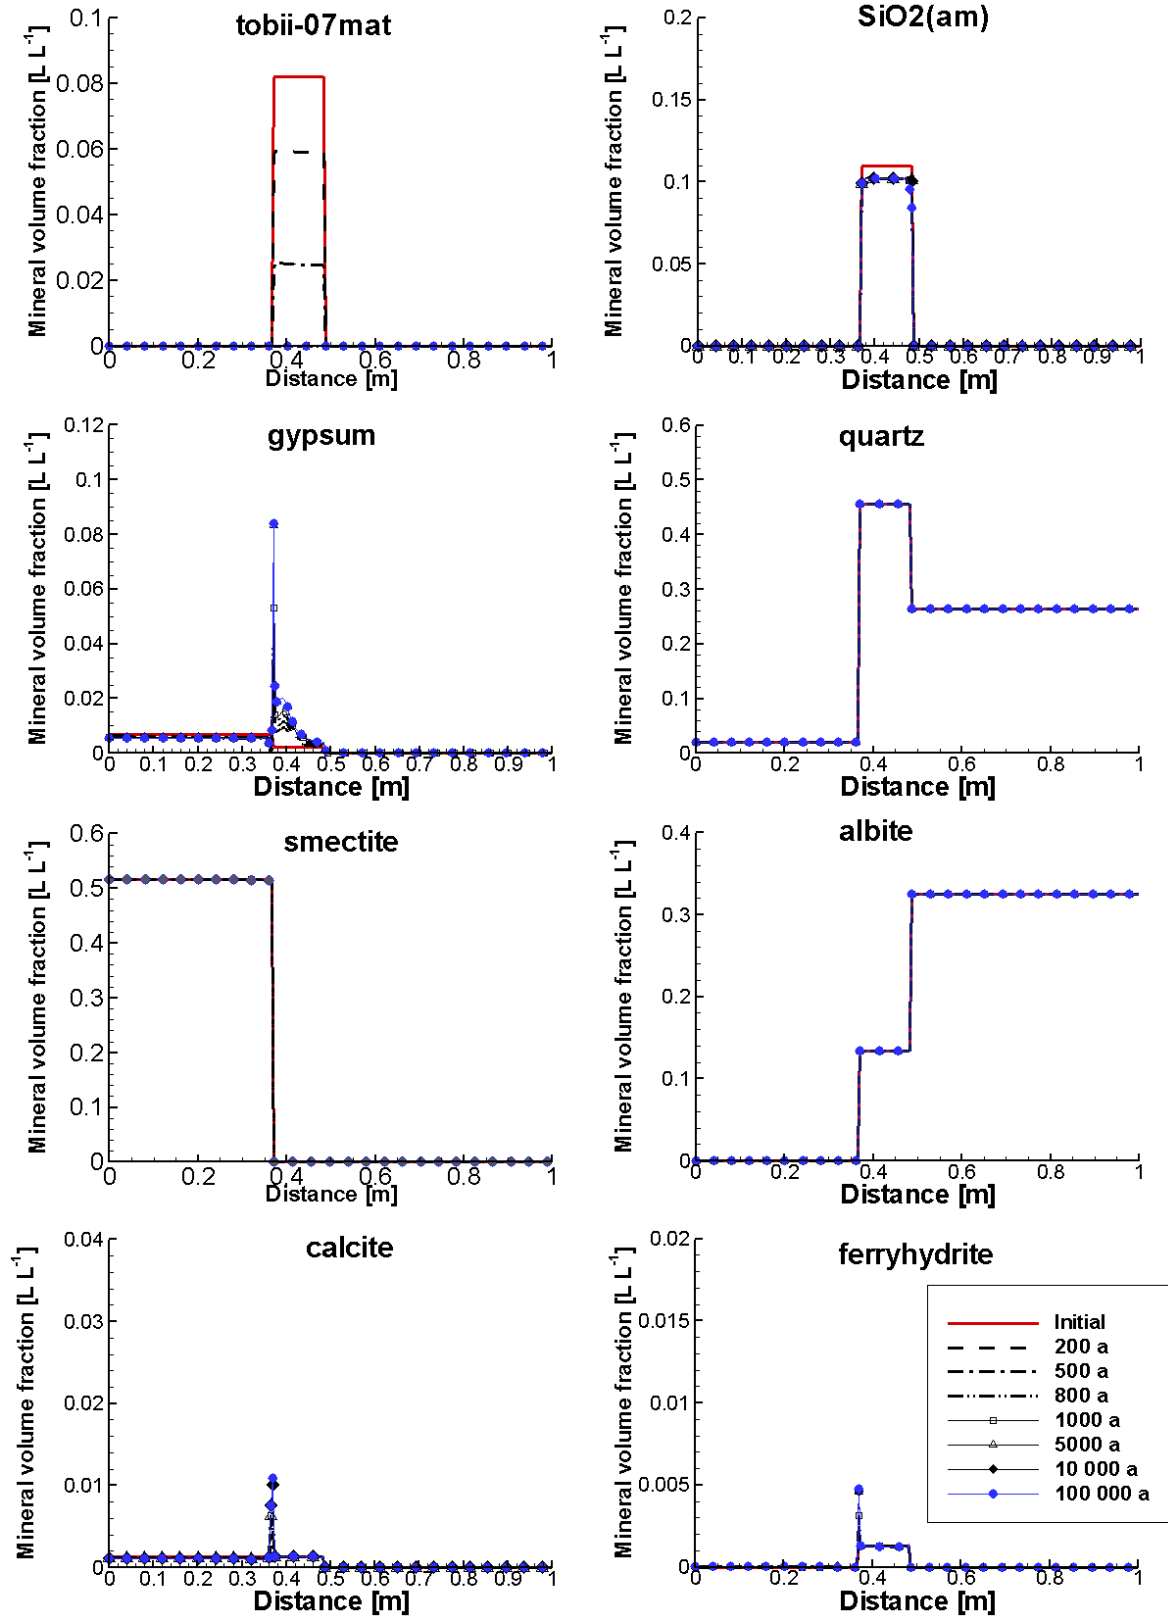 tobii-07mat
Mineral volume fraction [L L-1]
0.1
0.08
0.06
0.04
0.02
0
0 0.2 0.4 0.6 0.8 1
Distance [m]
SiO2(am)
Mineral volume fraction [L L-1]
0.2
0.15
0.1
0.05
0
0 0.1 0.2 0.3 0.4 0.5 0.6 0.7 0.8 0.9 1
Distance [m]
gypsum
Mineral volume fraction [L L-1]
0.12
0.1
0.08
0.06
0.04
0.02
0
0 0.1 0.2 0.3 0.4 0.5 0.6 0.7 0.8 0.9 1
Distance [m]
quartz
Mineral volume fraction [L L-1]
0.6
0.5
0.4
0.3
0.2
0.1
0
0 0.2 0.4 0.6 0.8 1
Distance [m]
smectite
Mineral volume fraction [L L-1]
0.6
0.5
0.4
0.3
0.2
0.1
0
0 0.2 0.4 0.6 0.8 1
Distance [m]
albite
Mineral volume fraction [L L-1]
0.4
0.3
0.2
0.1
0
0 0.2 0.4 0.6 0.8 1
Distance [m]
calcite
Mineral volume fraction [L L-1]
0.04
0.03
0.02
0.01
0
0 0.1 0.2 0.3 0.4 0.5 0.6 0.7 0.8 0.9 1
Distance [m]
ferryhydrite
Mineral volume fraction [L L-1]
0.02
0.015
0.01
0.005
0
0 0.2 0.4 0.6 0.8 1
Distance [m]
Initial
200 a
500 a
800 a
1000 a
5000 a
10 000 a
100 000 a